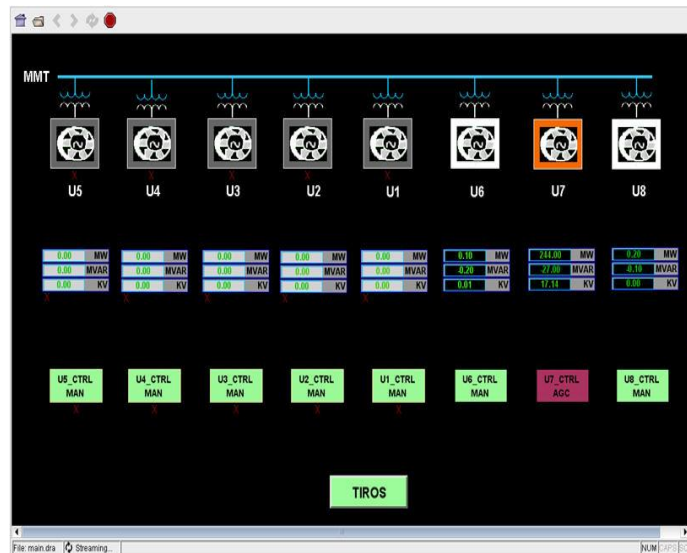 MMT
U5 U4 U3 U2 U1 U6 U7 U8
0.00 MW 0.00 MW 0.00 MW 0.00 MW 0.00 MW 0.10 MW 244.00 MW 0.20 MW
0.00 MVAR 0.00 MVAR 0.00 MVAR 0.00 MVAR 0.00 MVAR -0.20 MVAR -27.00 MVAR -0.10 MVAR
0.00 KV 0.00 KV 0.00 KV 0.00 KV 0.00 KV 0.01 KV 17.14 KV 0.00 KV
U5_CTRL U4_CTRL U3_CTRL U2_CTRL U1_CTRL U6_CTRL U7_CTRL U8_CTRL
MAN MAN MAN MAN MAN MAN AGC MAN
TIROS
File: main.dra Streaming... NUM CAPS